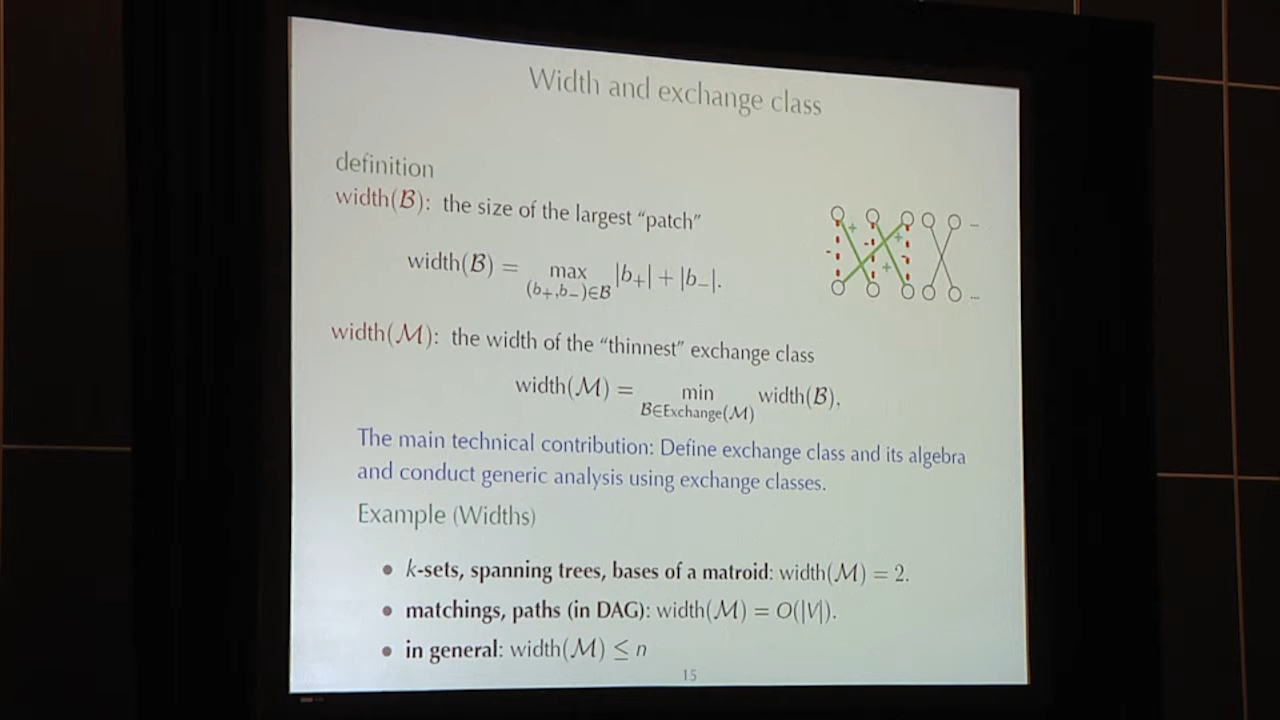 Width and exchange class
definition
width(ℬ): the size of the largest “patch”
width(ℬ) = max |b₊| + |b₋|.
(b₊,b₋)∈ℬ
width(ℳ): the width of the “thinnest” exchange class
width(ℳ) = min width(ℬ),
ℬ∈Exchange(ℳ)
The main technical contribution: Define exchange class and its algebra
and conduct generic analysis using exchange classes.
Example (Widths)
• k-sets, spanning trees, bases of a matroid: width(ℳ) = 2.
• matchings, paths (in DAG): width(ℳ) = O(|V|).
• in general: width(ℳ) ≤ n
15